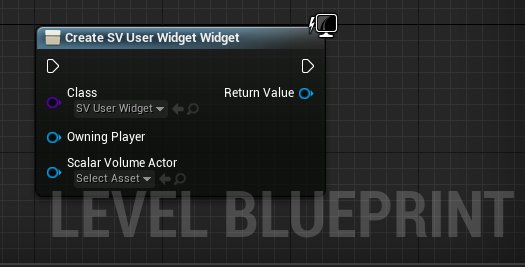 Create SV User Widget Widget
Class
SV User Widget
Return Value
Owning Player
Scalar Volume Actor
Select Asset
LEVEL BLUEPRINT